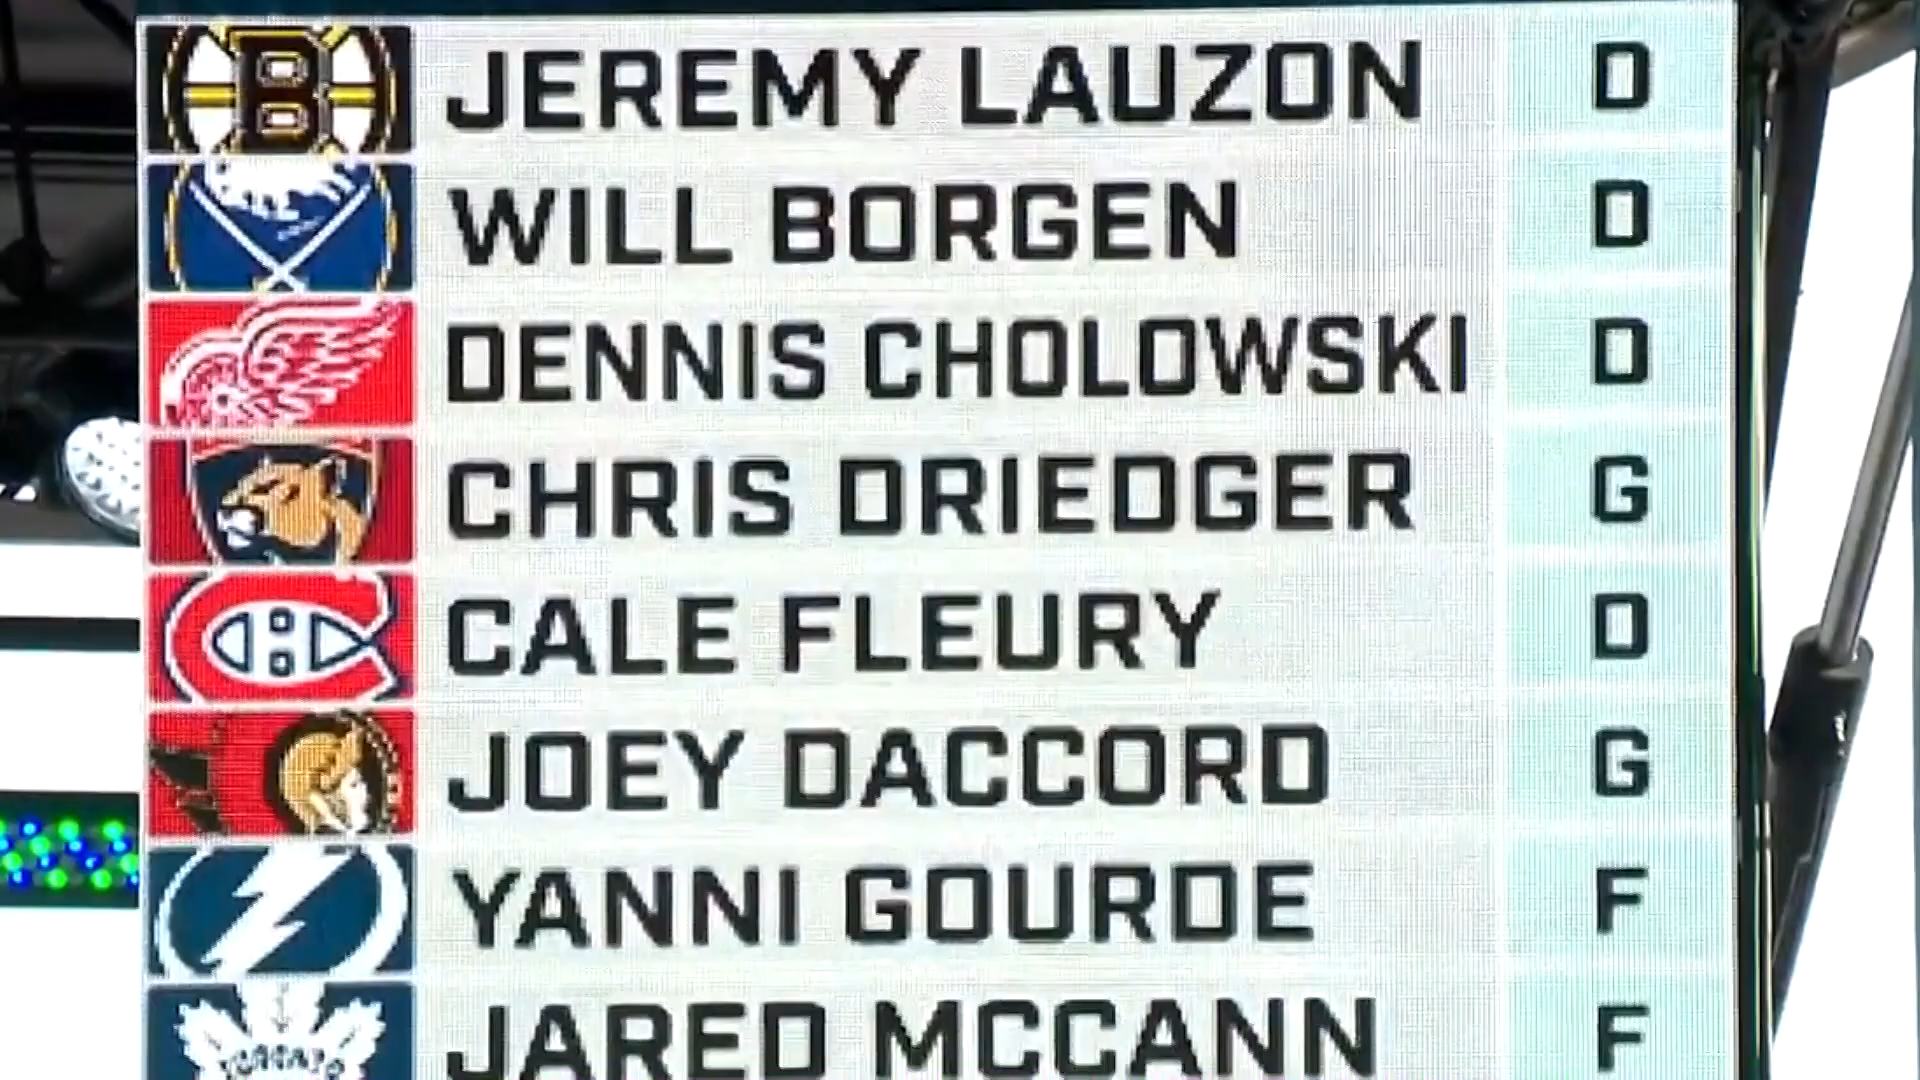 B
JEREMY LAUZON D
WILL BORGEN D
DENNIS CHOLOWSKI D
CHRIS DRIEDGER G
CALE FLEURY D
JOEY DACCORD G
YANNI GOURDE F
JARED MCCANN F